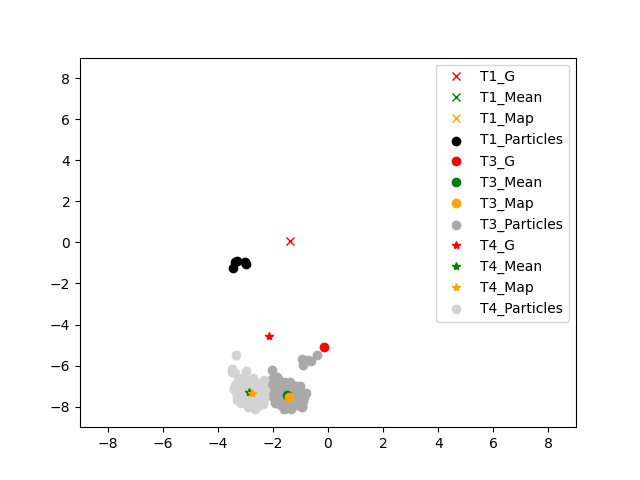 8
6
4
2
0
−2
−4
−6
−8
−8
−6
−4
−2
0
2
4
6
8
T1_G
T1_Mean
T1_Map
T1_Particles
T3_G
T3_Mean
T3_Map
T3_Particles
T4_G
T4_Mean
T4_Map
T4_Particles